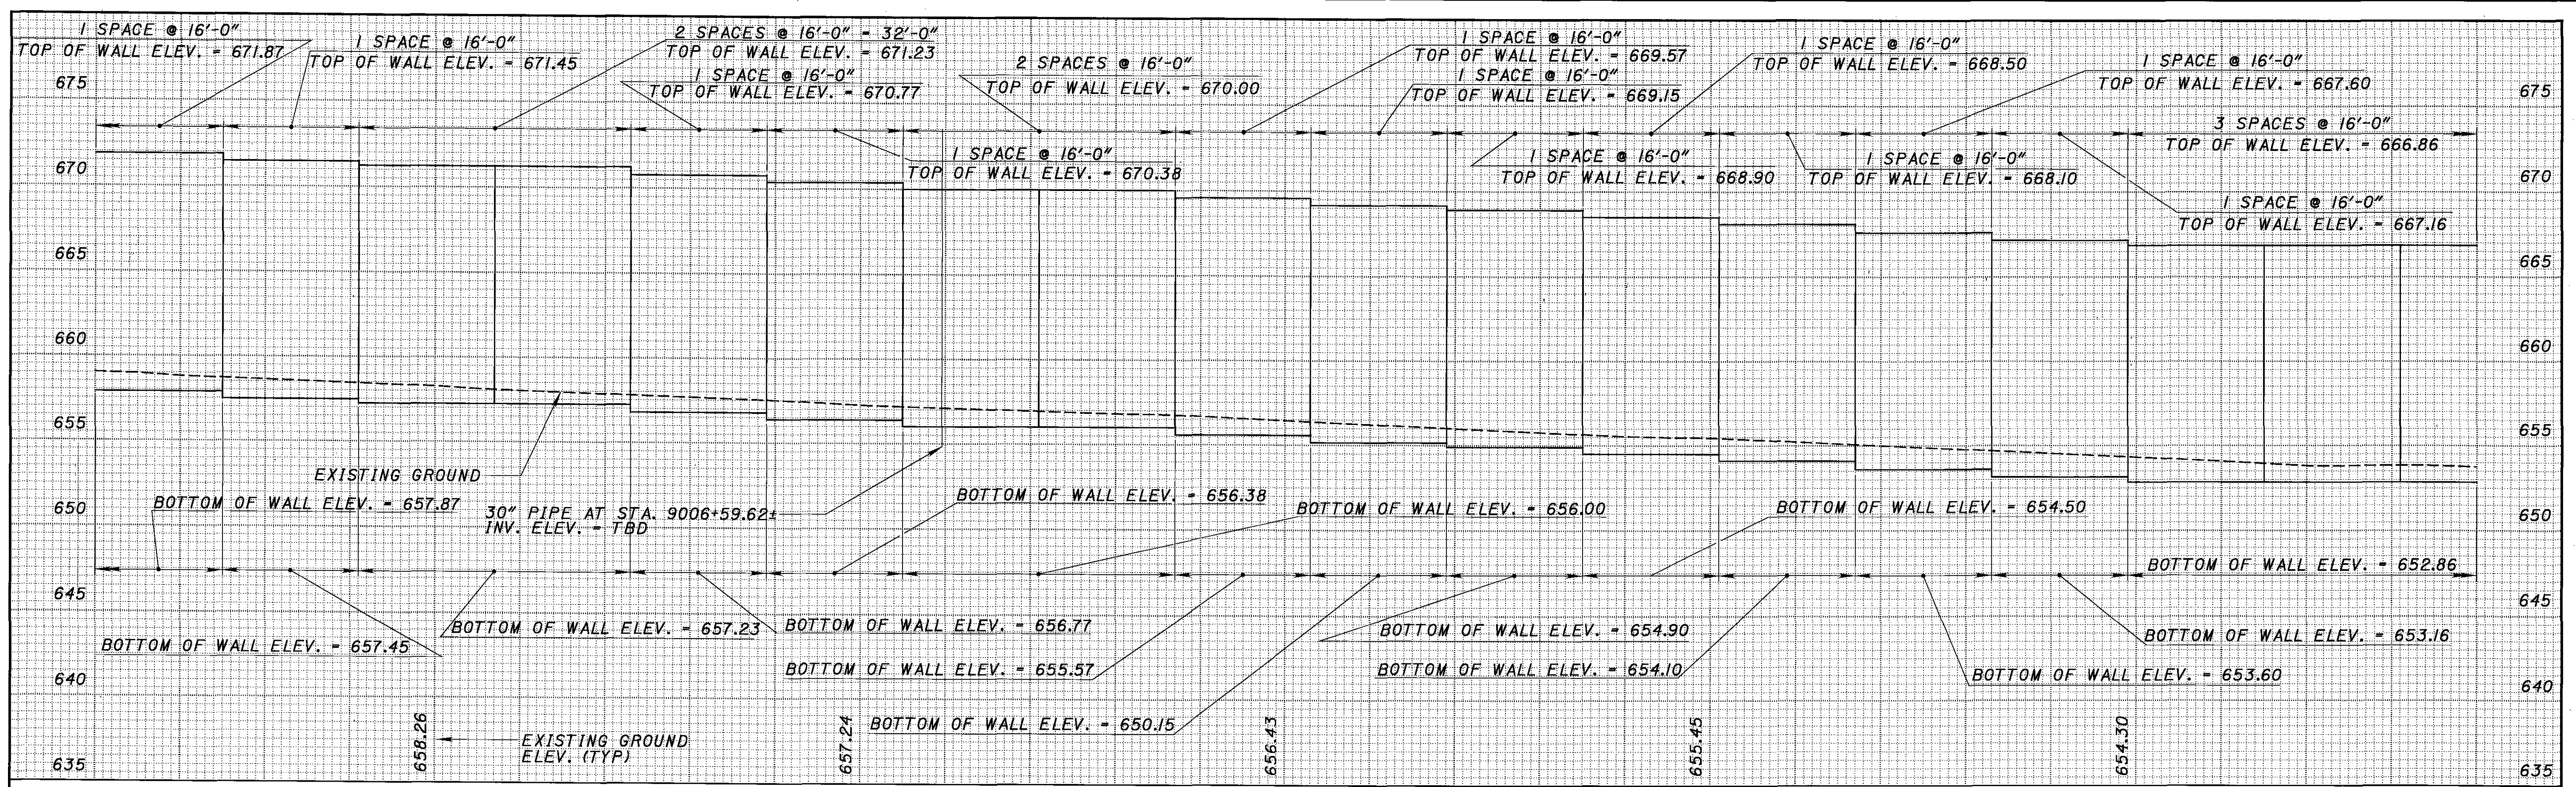 1 SPACE @ 16'-0"
TOP OF WALL ELEV. = 671.87
1 SPACE @ 16'-0"
TOP OF WALL ELEV. = 671.45
2 SPACES @ 16'-0" = 32'-0"
TOP OF WALL ELEV. = 671.23
1 SPACE @ 16'-0"
TOP OF WALL ELEV. = 670.77
2 SPACES @ 16'-0"
TOP OF WALL ELEV. = 670.00
1 SPACE @ 16'-0"
TOP OF WALL ELEV. = 669.57
1 SPACE @ 16'-0"
TOP OF WALL ELEV. = 669.15
1 SPACE @ 16'-0"
TOP OF WALL ELEV. = 668.50
1 SPACE @ 16'-0"
TOP OF WALL ELEV. = 667.60
3 SPACES @ 16'-0"
TOP OF WALL ELEV. = 666.86
1 SPACE @ 16'-0"
TOP OF WALL ELEV. = 670.38
1 SPACE @ 16'-0"
TOP OF WALL ELEV. = 668.90
1 SPACE @ 16'-0"
TOP OF WALL ELEV. = 668.10
1 SPACE @ 16'-0"
TOP OF WALL ELEV. = 667.16
675
670
665
660
655
650
645
640
635
675
670
665
660
655
650
645
640
635
EXISTING GROUND
BOTTOM OF WALL ELEV. = 657.87
30" PIPE AT STA. 9006+59.62±
INV. ELEV. = TBD
BOTTOM OF WALL ELEV. = 656.38
BOTTOM OF WALL ELEV. = 656.00
BOTTOM OF WALL ELEV. = 654.50
BOTTOM OF WALL ELEV. = 652.86
BOTTOM OF WALL ELEV. = 657.45
BOTTOM OF WALL ELEV. = 657.23
BOTTOM OF WALL ELEV. = 656.77
BOTTOM OF WALL ELEV. = 654.90
BOTTOM OF WALL ELEV. = 653.16
BOTTOM OF WALL ELEV. = 655.57
BOTTOM OF WALL ELEV. = 654.10
BOTTOM OF WALL ELEV. = 653.60
BOTTOM OF WALL ELEV. = 650.15
658.26
EXISTING GROUND
ELEV. (TYP)
657.24
656.43
655.45
654.30